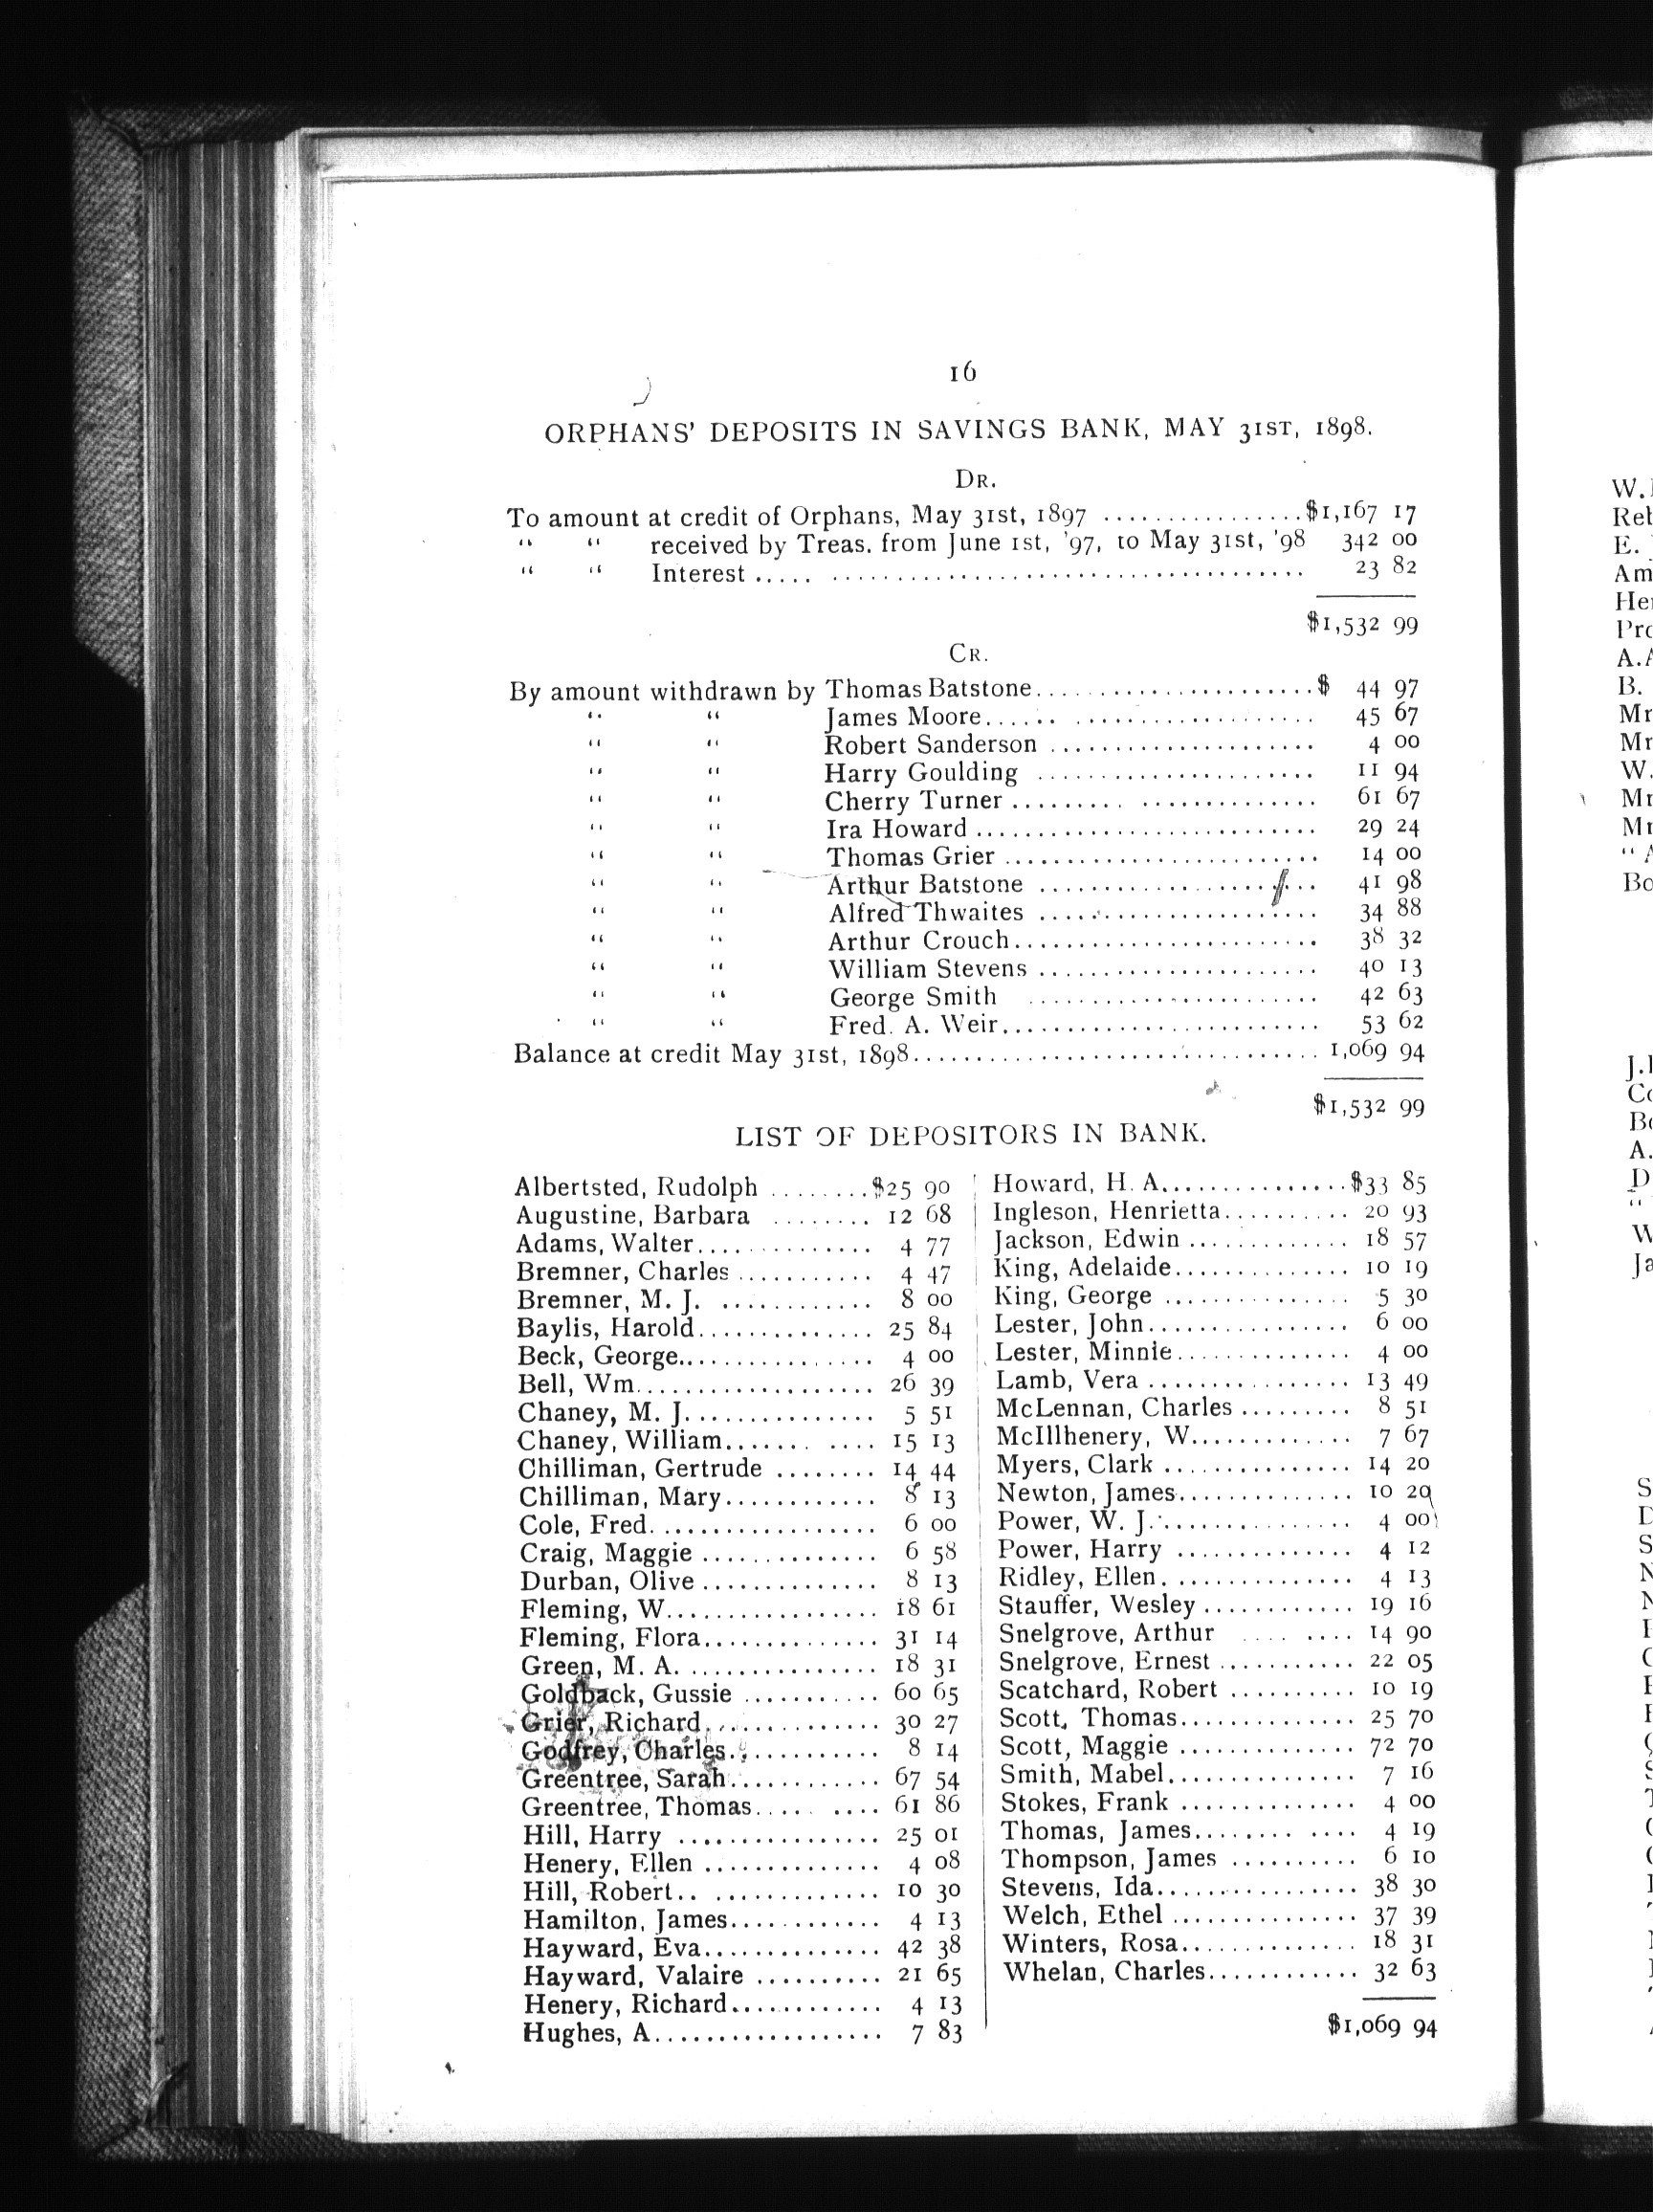 16
ORPHANS' DEPOSITS IN SAVINGS BANK, MAY 31ST, 1898.
DR.
To amount at credit of Orphans, May 31st, 1897 ................$1,167 17
“ “ received by Treas. from June 1st, '97, to May 31st, '98 342 00
“ “ Interest ..... ..................................... 23 82
$1,532 99
CR.
By amount withdrawn by Thomas Batstone......................$ 44 97
“ “ James Moore...... ................... 45 67
“ “ Robert Sanderson ..................... 4 00
“ “ Harry Goulding ...................... 11 94
“ “ Cherry Turner ......... .............. 61 67
“ “ Ira Howard ........................... 29 24
“ “ Thomas Grier ......................... 14 00
“ “ Arthur Batstone ...................... 41 98
“ “ Alfred Thwaites ...................... 34 88
“ “ Arthur Crouch........................ 38 32
“ “ William Stevens ...................... 40 13
“ “ George Smith ....................... 42 63
“ “ Fred. A. Weir......................... 53 62
Balance at credit May 31st, 1898................................ 1,069 94
$1,532 99
LIST OF DEPOSITORS IN BANK.
Albertsted, Rudolph ........$25 90
Augustine, Barbara ........ 12 68
Adams, Walter.............. 4 77
Bremner, Charles ........... 4 47
Bremner, M. J. ............ 8 00
Baylis, Harold.............. 25 84
Beck, George................ 4 00
Bell, Wm................... 26 39
Chaney, M. J............... 5 51
Chaney, William....... .... 15 13
Chilliman, Gertrude ........ 14 44
Chilliman, Mary............ 8 13
Cole, Fred. ................. 6 00
Craig, Maggie .............. 6 58
Durban, Olive .............. 8 13
Fleming, W................. 18 61
Fleming, Flora.............. 31 14
Green, M. A. ............... 18 31
Goldback, Gussie ........... 60 65
Grier, Richard.............. 30 27
Godfrey, Charles............ 8 14
Greentree, Sarah............ 67 54
Greentree, Thomas..... .... 61 86
Hill, Harry ................ 25 01
Henery, Ellen .............. 4 08
Hill, Robert.. ............. 10 30
Hamilton, James............ 4 13
Hayward, Eva.............. 42 38
Hayward, Valaire .......... 21 65
Henery, Richard............ 4 13
Hughes, A.................. 7 83
Howard, H. A...............$33 85
Ingleson, Henrietta.......... 20 93
Jackson, Edwin ............. 18 57
King, Adelaide.............. 10 19
King, George ............... 5 30
Lester, John................ 6 00
Lester, Minnie.............. 4 00
Lamb, Vera ................ 13 49
McLennan, Charles ......... 8 51
McIllhenery, W............. 7 67
Myers, Clark ............... 14 20
Newton, James.............. 10 20
Power, W. J................ 4 00
Power, Harry .............. 4 12
Ridley, Ellen. .............. 4 13
Stauffer, Wesley ............ 19 16
Snelgrove, Arthur .... .... 14 90
Snelgrove, Ernest ........... 22 05
Scatchard, Robert .......... 10 19
Scott, Thomas.............. 25 70
Scott, Maggie .............. 72 70
Smith, Mabel............... 7 16
Stokes, Frank .............. 4 00
Thomas, James........ .... 4 19
Thompson, James .......... 6 10
Stevens, Ida................ 38 30
Welch, Ethel ............... 37 39
Winters, Rosa.............. 18 31
Whelan, Charles............ 32 63
$1,069 94